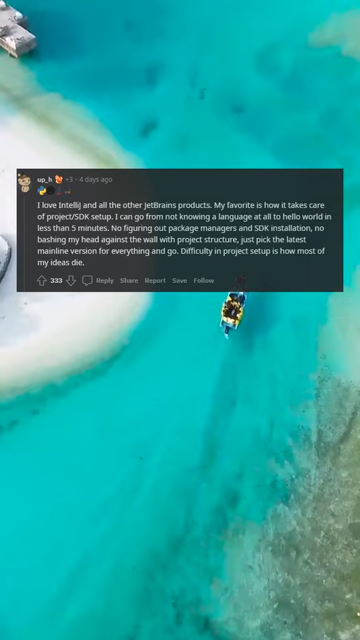 up_h +3 · 4 days ago
I love IntelliJ and all the other JetBrains products. My favorite is how it takes care
of project/SDK setup. I can go from not knowing a language at all to hello world in
less than 5 minutes. No figuring out package managers and SDK installation, no
bashing my head against the wall with project structure, just pick the latest
mainline version for everything and go. Difficulty in project setup is how most of
my ideas die.
333 Reply Share Report Save Follow